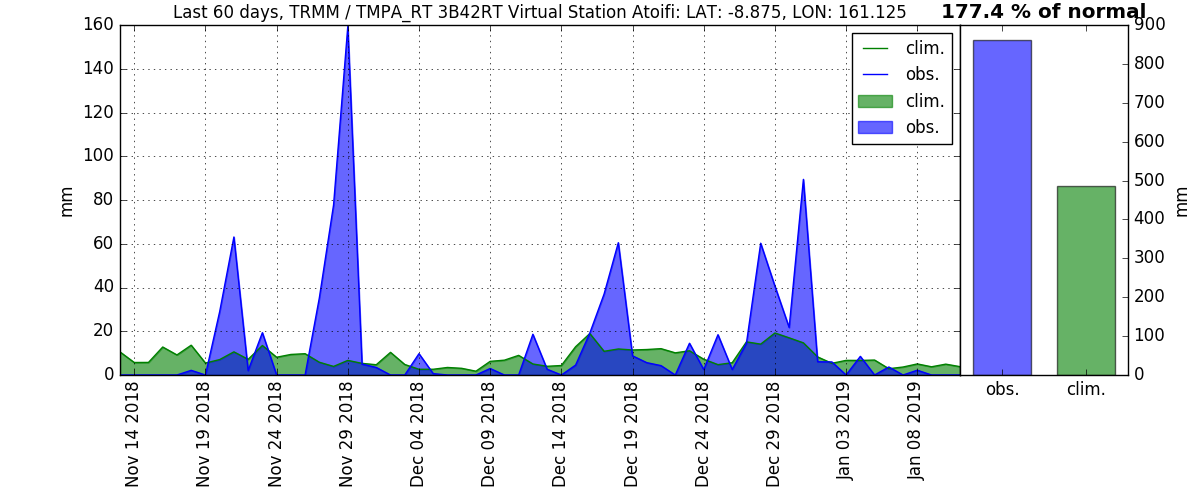 Last 60 days, TRMM / TMPA_RT 3B42RT Virtual Station Atoifi: LAT: -8.875, LON: 161.125
177.4 % of normal
160
140
120
100
80
60
40
20
0
mm
clim.
obs.
clim.
obs.
Nov 14 2018
Nov 19 2018
Nov 24 2018
Nov 29 2018
Dec 04 2018
Dec 09 2018
Dec 14 2018
Dec 19 2018
Dec 24 2018
Dec 29 2018
Jan 03 2019
Jan 08 2019
900
800
700
600
500
400
300
200
100
0
mm
obs.
clim.